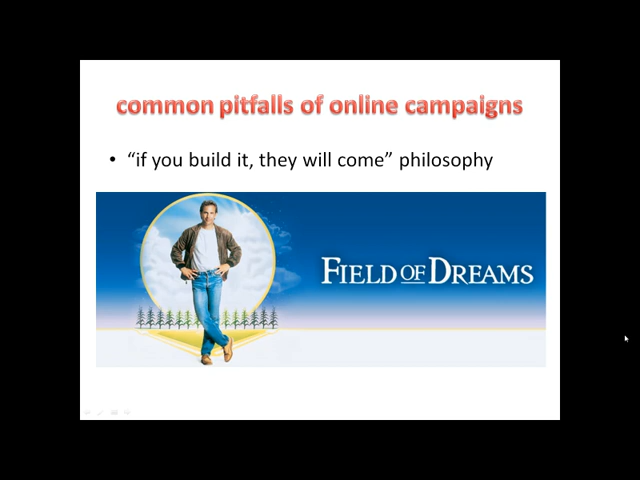 common pitfalls of online campaigns
• “if you build it, they will come” philosophy
FIELD OF DREAMS